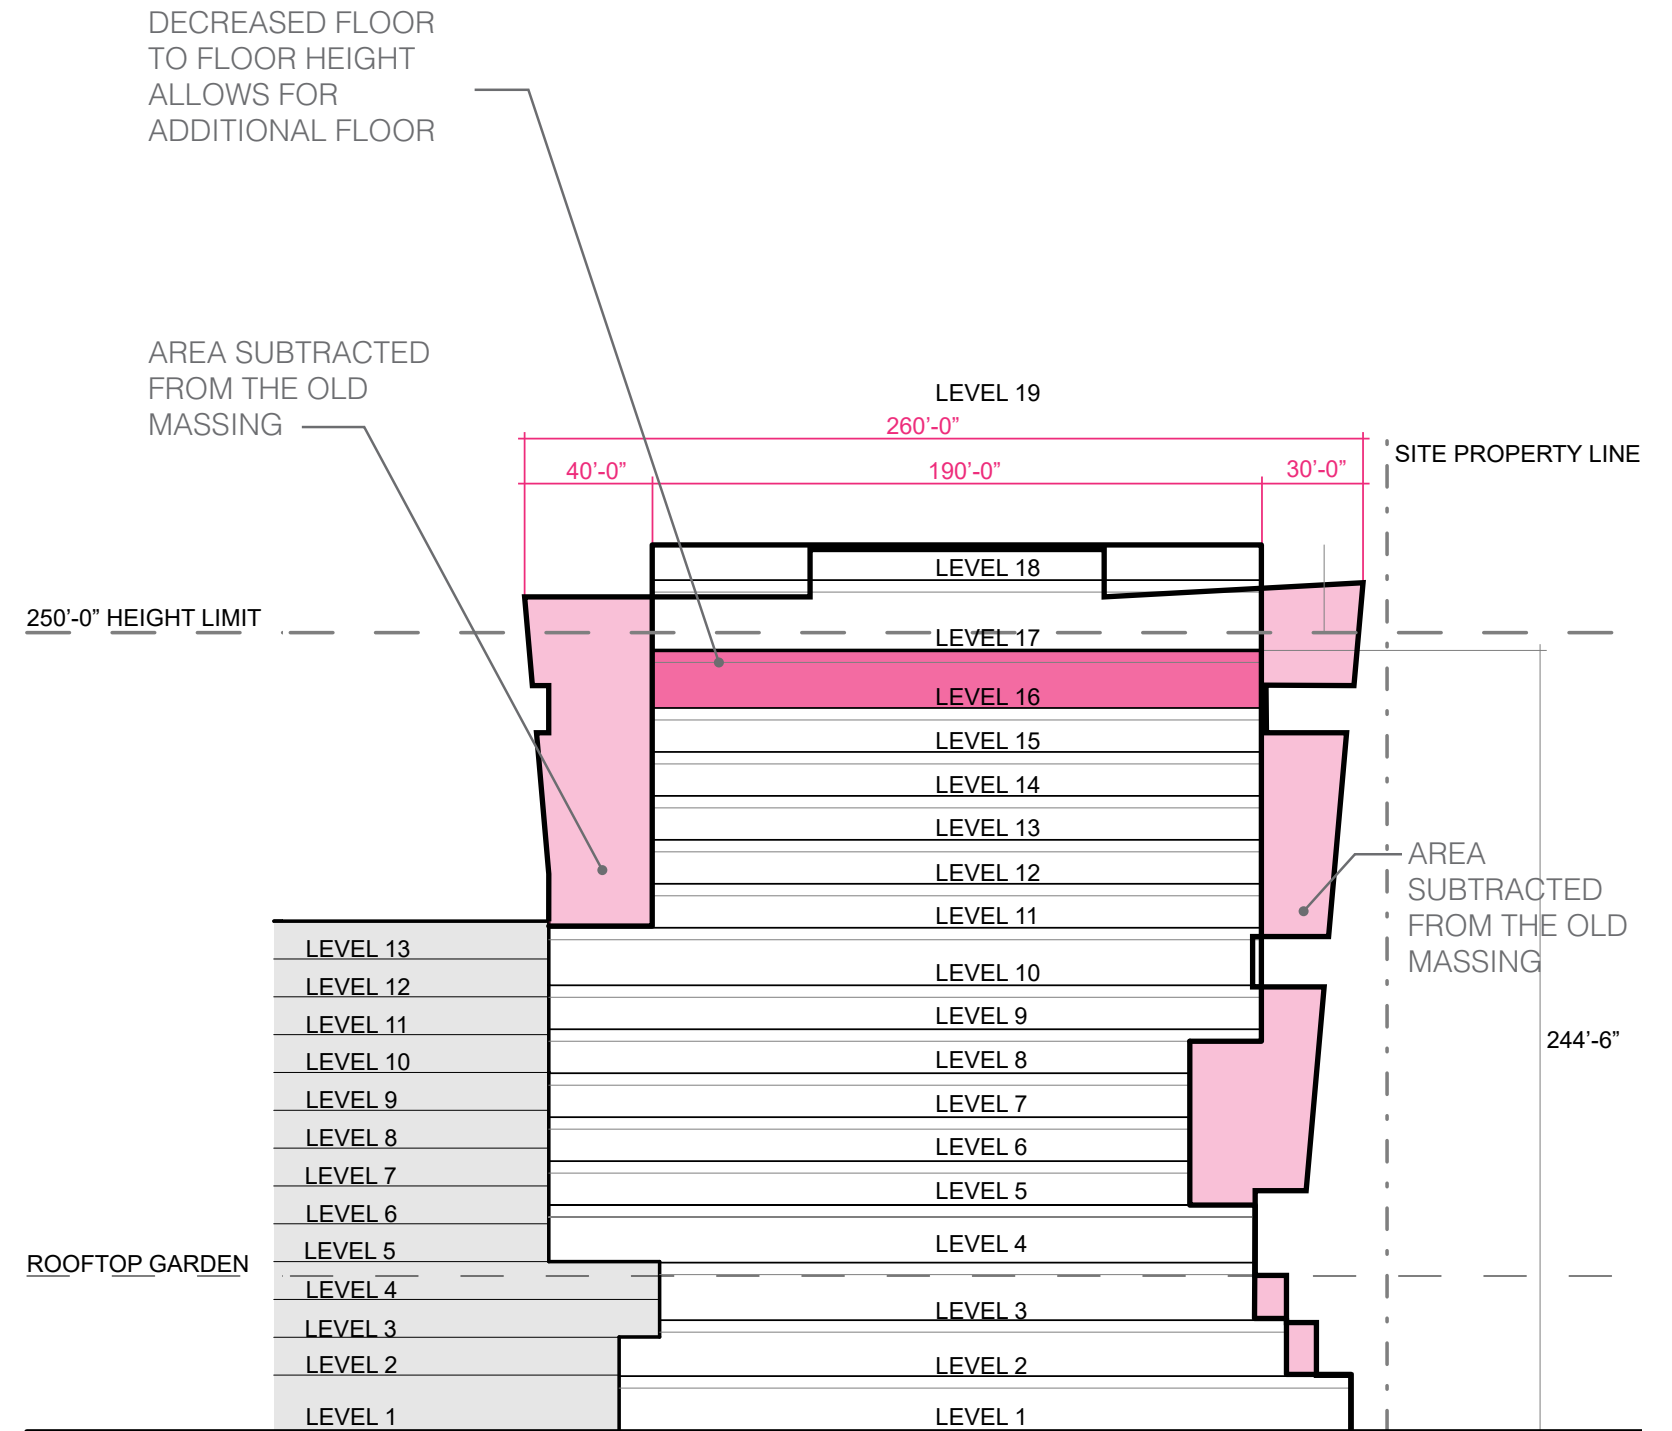 DECREASED FLOOR
TO FLOOR HEIGHT
ALLOWS FOR
ADDITIONAL FLOOR
AREA SUBTRACTED
FROM THE OLD
MASSING
LEVEL 19
260’-0”
40’-0”
190’-0”
30’-0”
SITE PROPERTY LINE
LEVEL 18
250’-0” HEIGHT LIMIT
LEVEL 17
LEVEL 16
LEVEL 15
LEVEL 14
LEVEL 13
LEVEL 12
LEVEL 11
LEVEL 10
LEVEL 9
LEVEL 8
LEVEL 7
LEVEL 6
LEVEL 5
LEVEL 4
LEVEL 3
LEVEL 2
LEVEL 1
AREA
SUBTRACTED
FROM THE OLD
MASSING
244’-6”
LEVEL 13
LEVEL 12
LEVEL 11
LEVEL 10
LEVEL 9
LEVEL 8
LEVEL 7
LEVEL 6
LEVEL 5
ROOFTOP GARDEN
LEVEL 4
LEVEL 3
LEVEL 2
LEVEL 1